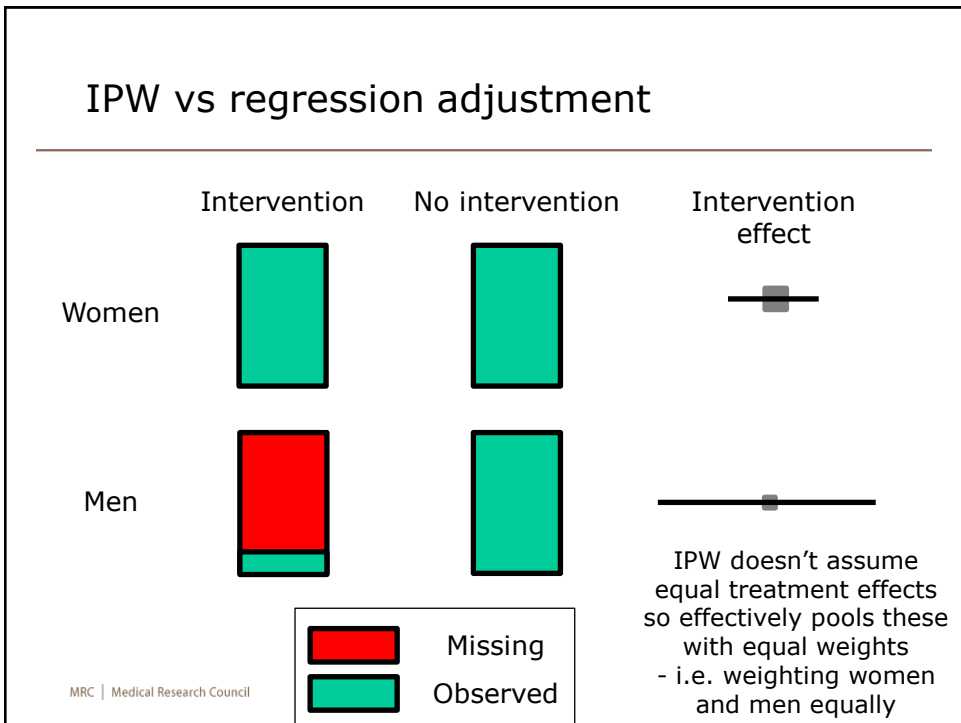 IPW vs regression adjustment
Intervention
No intervention
Intervention
effect
Women
Men
IPW doesn’t assume
equal treatment effects
so effectively pools these
with equal weights
- i.e. weighting women
and men equally
Missing
Observed
MRC | Medical Research Council